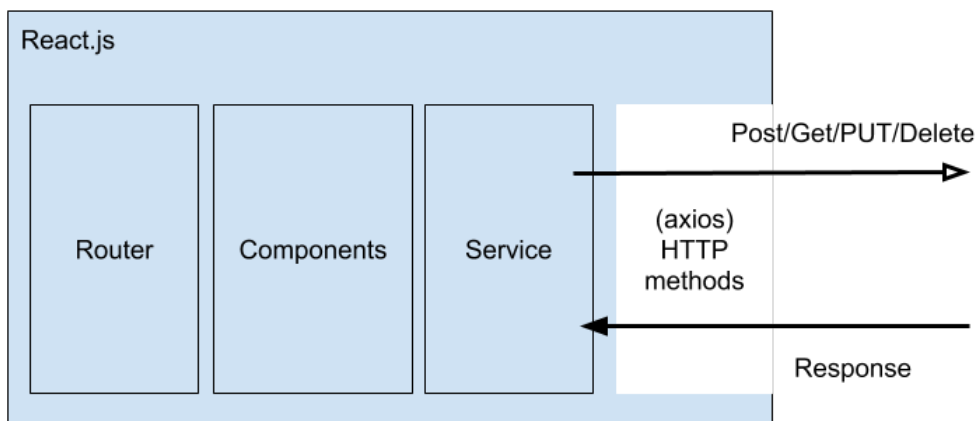 React.js
Router
Components
Service
Post/Get/PUT/Delete
(axios)
HTTP
methods
Response